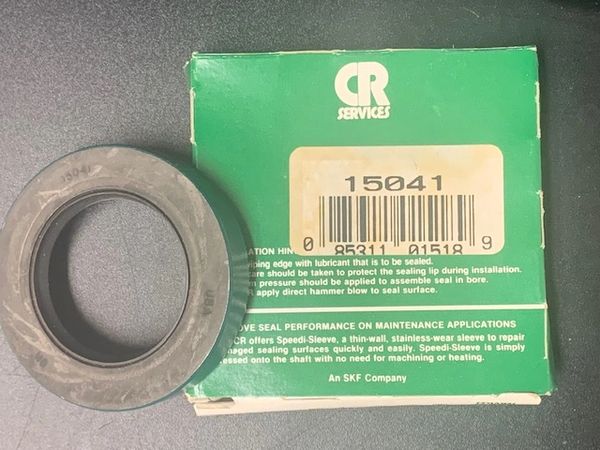 CR
SERVICES
15041
0 85311 01518 9
ATION HIN
iping edge with lubricant that is to be sealed.
care should be taken to protect the sealing lip during installation.
n pressure should be applied to assemble seal in bore.
apply direct hammer blow to seal surface.
OVE SEAL PERFORMANCE ON MAINTENANCE APPLICATIONS
CR offers Speedi-Sleeve, a thin-wall, stainless-wear sleeve to repair
maged sealing surfaces quickly and easily. Speedi-Sleeve is simply
essed onto the shaft with no need for machining or heating.
An SKF Company
15041
USA